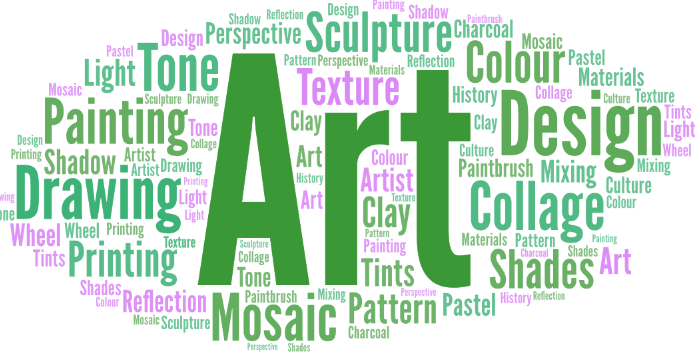 Design Painting
Shadow Reflection Shadow Paintbrush
Design Perspective Sculpture Charcoal
Pastel Light Tone Pattern Perspective Reflection Colour Mosaic Pastel
Materials Materials
Mosaic Sculpture Drawing Texture History Collage Culture Texture
Painting Tone Clay Clay Design Tints
Design Collage Light
Printing Shadow Artist Art Colour Culture Wheel
Artist Drawing History Artist Paintbrush Mixing Mixing
Drawing Printing Light Art Texture Culture
Light Clay Collage Colour
Wheel Wheel Printing Texture Pattern Materials Pattern Painting
Art
Tints Printing Sculpture Painting Charcoal Shades Art
Collage Tints Shades
Shades Tone
Colour Reflection Paintbrush Mixing Perspective History Reflection
Mosaic Sculpture Mosaic Pattern Pastel
Charcoal
Perspective Shades